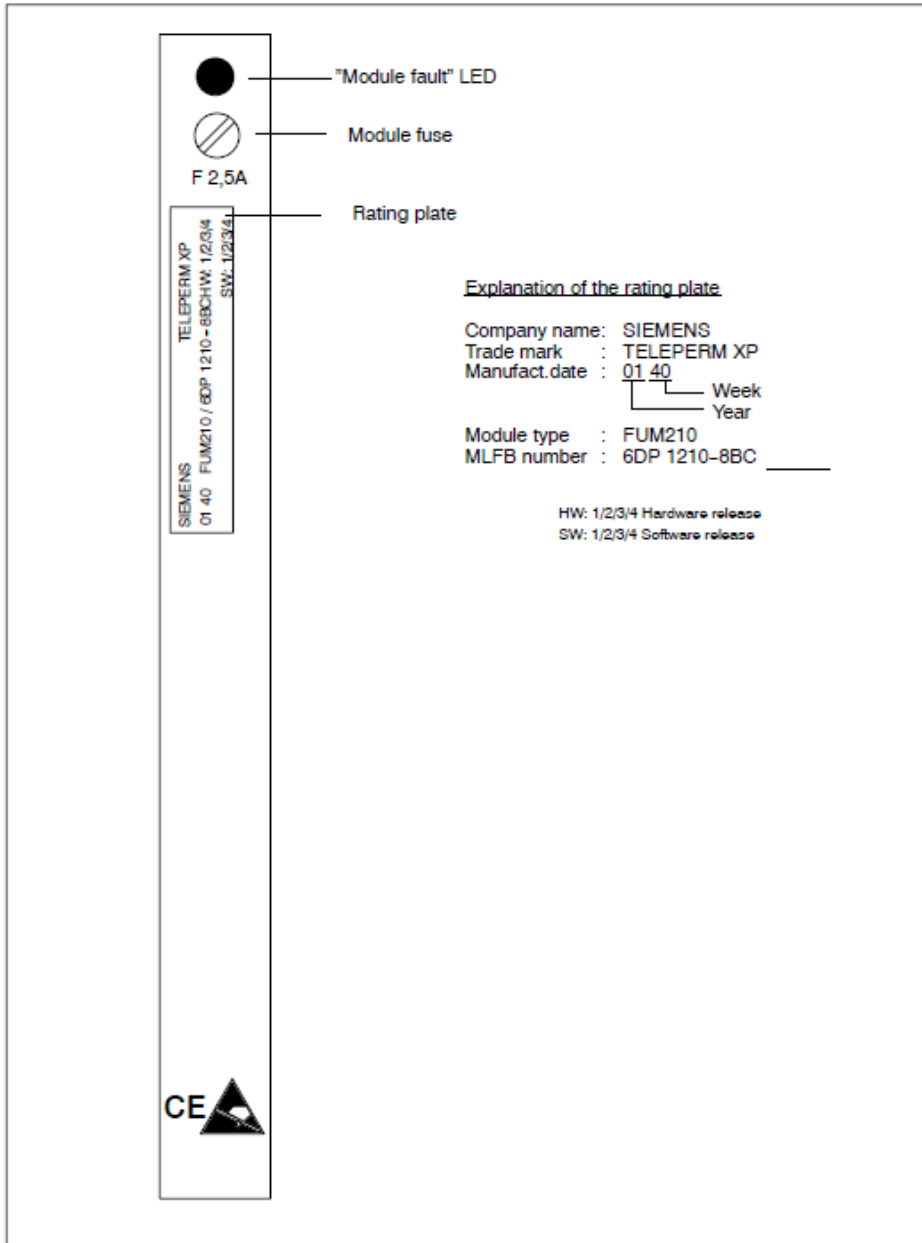 "Module fault" LED
Module fuse
F 2,5A
Rating plate
SIEMENS TELEPERM XP
01 40 FUM210 / 6DP 1210-8BCHW: 1/2/3/4
SW: 1/2/3/4
Explanation of the rating plate
Company name: SIEMENS
Trade mark : TELEPERM XP
Manufact.date : 01 40
Week
Year
Module type : FUM210
MLFB number : 6DP 1210-8BC
HW: 1/2/3/4 Hardware release
SW: 1/2/3/4 Software release
CE